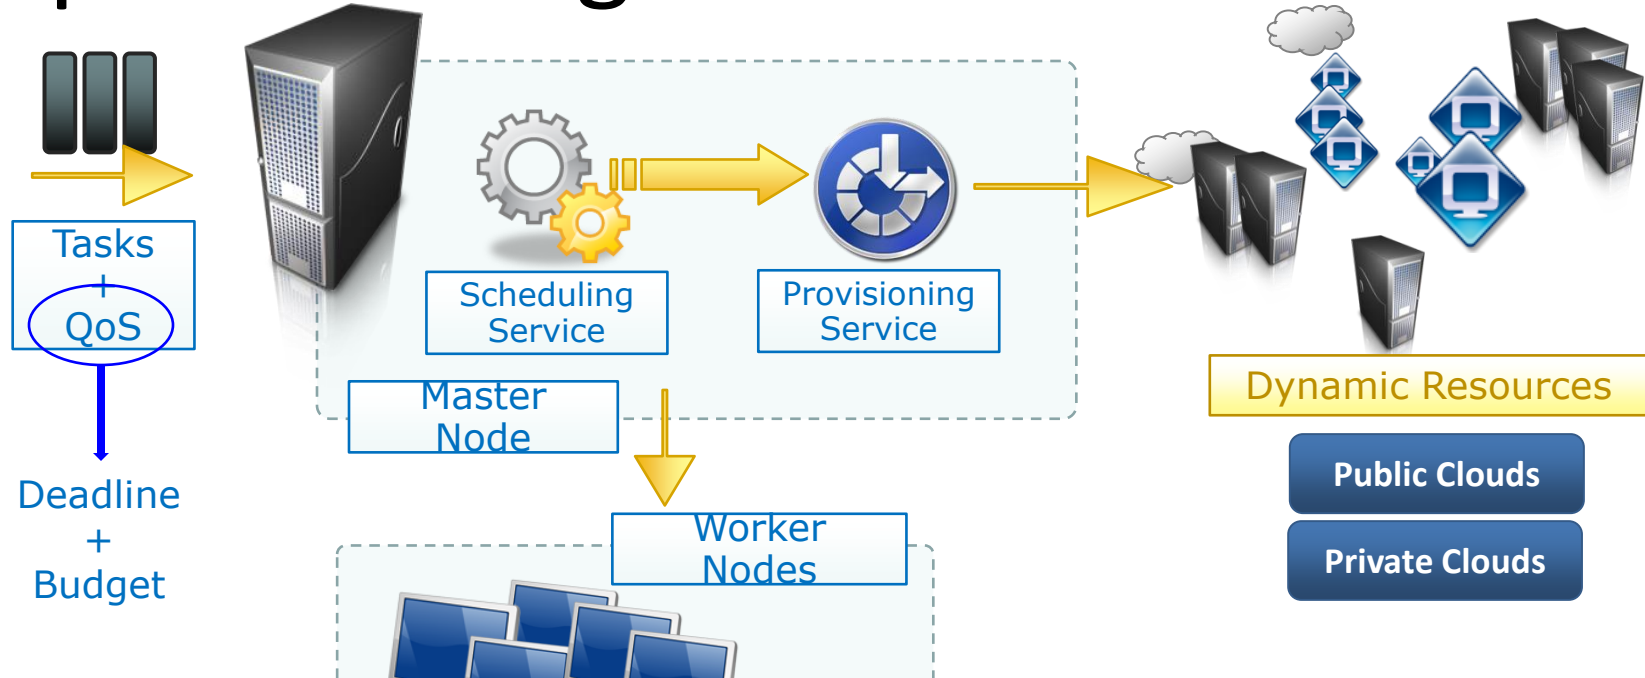 Tasks
+
QoS
Deadline
+
Budget
Scheduling
Service
Provisioning
Service
Master
Node
Worker
Nodes
Dynamic Resources
Public Clouds
Private Clouds